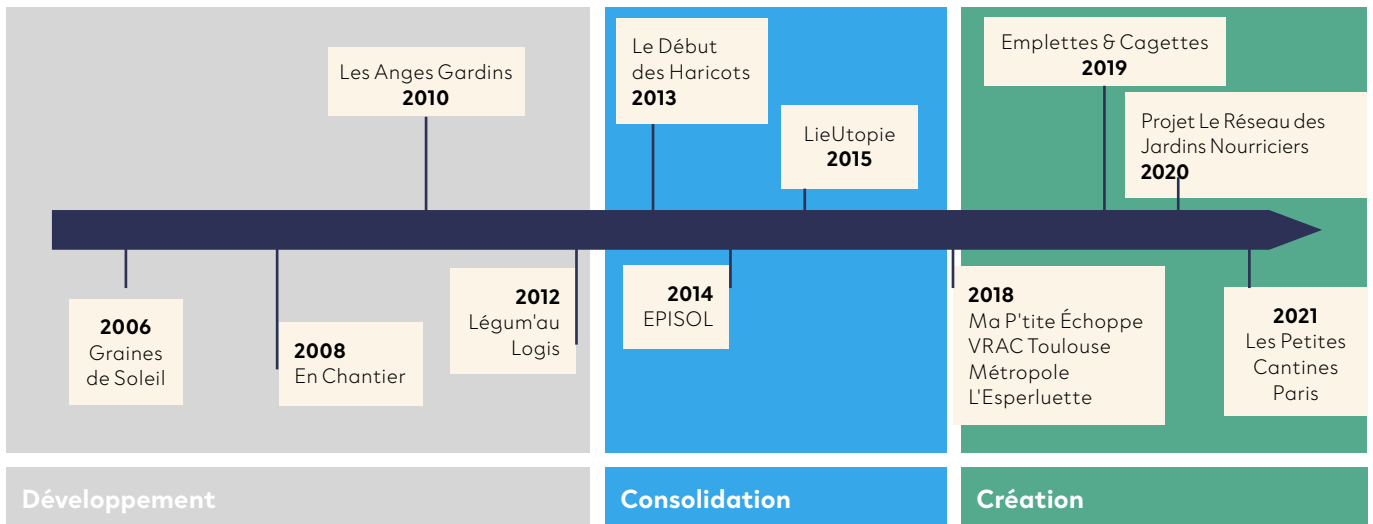 Les Anges Gardins
2010
2006
Graines
de Soleil
2008
En Chantier
2012
Légum'au
Logis
Développement
Le Début
des Haricots
2013
LieUtopie
2015
2014
EPISOL
Consolidation
Emplettes & Cagettes
2019
Projet Le Réseau des
Jardins Nourriciers
2020
2018
Ma P'tite Échoppe
VRAC Toulouse
Métropole
L'Esperluette
2021
Les Petites
Cantines
Paris
Création